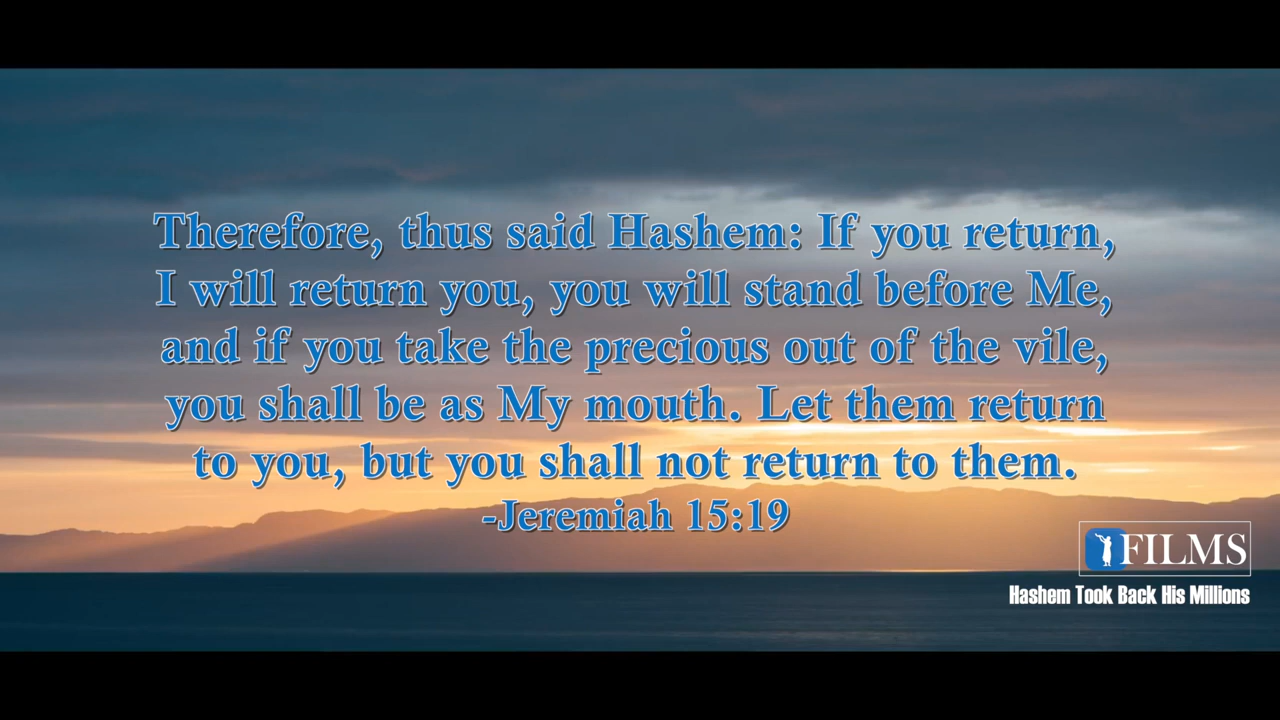 Therefore, thus said Hashem: If you return,
I will return you, you will stand before Me,
and if you take the precious out of the vile,
you shall be as My mouth. Let them return
to you, but you shall not return to them.
-Jeremiah 15:19
FILMS
Hashem Took Back His Millions